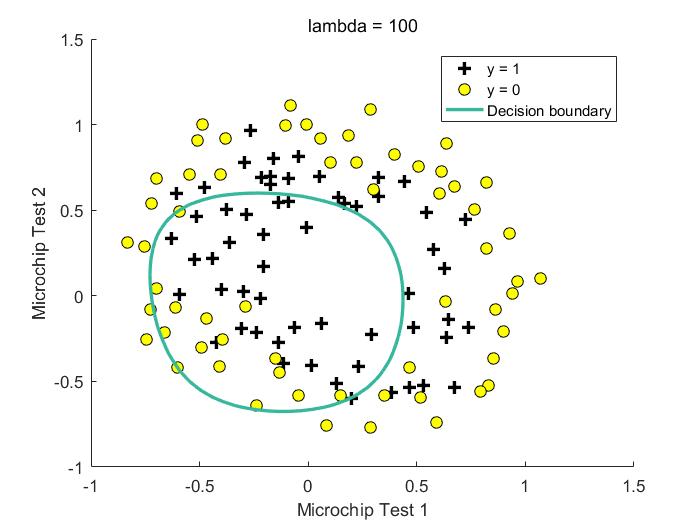 lambda = 100
1.5
y = 1
y = 0
Decision boundary
1
0.5
0
-0.5
-1
Microchip Test 2
-1 -0.5 0 0.5 1 1.5
Microchip Test 1